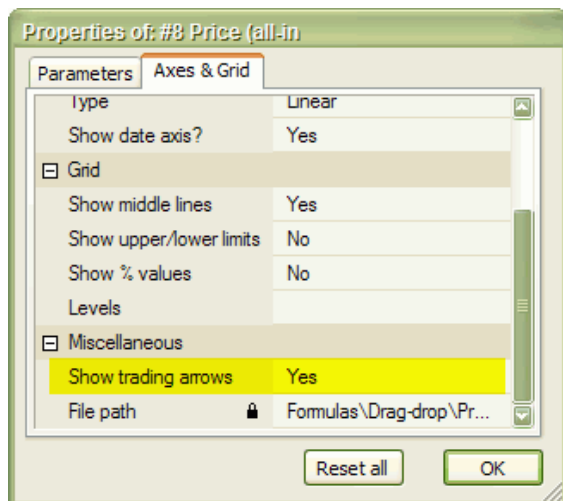 Properties of: #8 Price (all-in
Parameters Axes & Grid
Type Linear
Show date axis? Yes
Grid
Show middle lines Yes
Show upper/lower limits No
Show % values No
Levels
Miscellaneous
Show trading arrows Yes
File path Formulas\Drag-drop\Pr...
Reset all OK